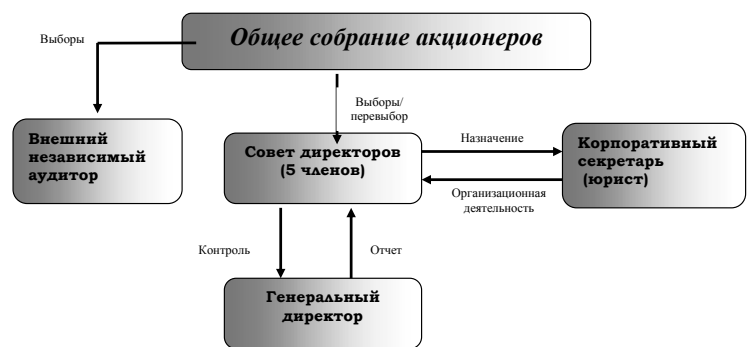 Общее собрание акционеров
Выборы
Выборы/
перевыбор
Внешний
независимый
аудитор
Совет директоров
(5 членов)
Назначение
Организационная
деятельность
Корпоративный
секретарь
(юрист)
Контроль
Отчет
Генеральный
директор